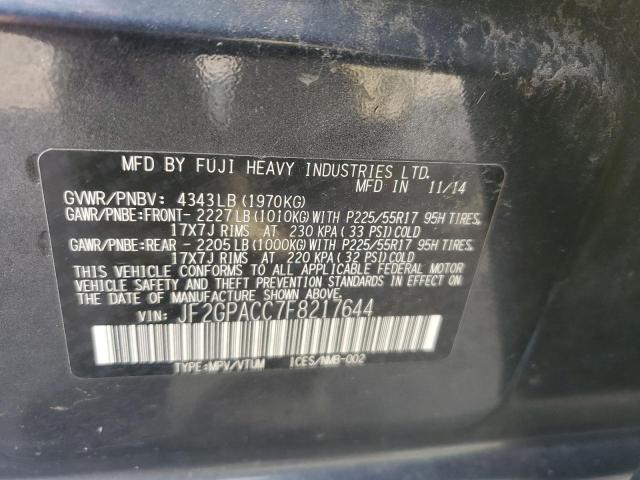 MFD BY FUJI HEAVY INDUSTRIES LTD.
MFD IN 11/14
GVWR/PNBV: 4343LB(1970KG)
GAWR/PNBE:FRONT- 2227LB(1010KG)WITH P225/55R17 95H TIRES,
17X7J RIMS AT 230 KPA(33 PSI)COLD
GAWR/PNBE:REAR - 2205LB(1000KG)WITH P225/55R17 95H TIRES,
17X7J RIMS AT 220 KPA(32 PSI)COLD
THIS VEHICLE CONFORMS TO ALL APPLICABLE FEDERAL MOTOR
VEHICLE SAFETY AND THEFT PREVENTION STANDARDS IN EFFECT
ON THE DATE OF MANUFACTURE SHOWN ABOVE.
VIN: JF2GPACC7F8217644
TYPE:MPV/VTUM ICES/NMB-002